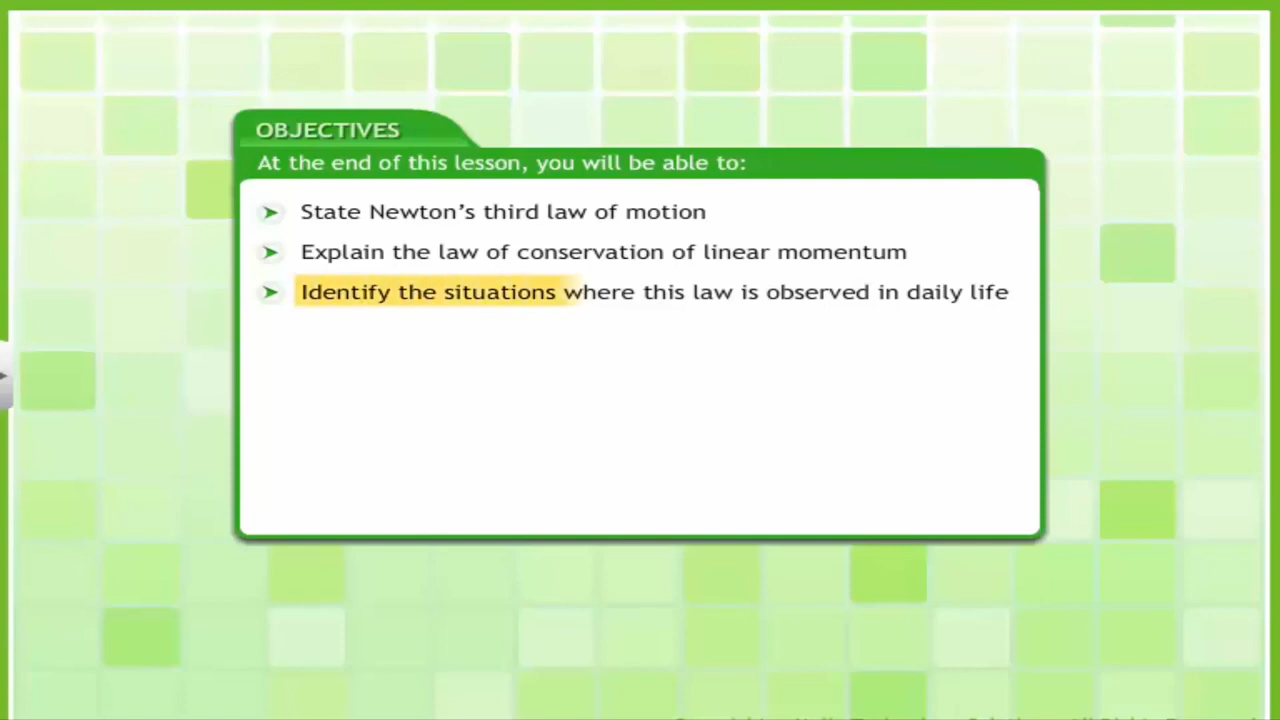 OBJECTIVES
At the end of this lesson, you will be able to:
State Newton's third law of motion
Explain the law of conservation of linear momentum
Identify the situations where this law is observed in daily life